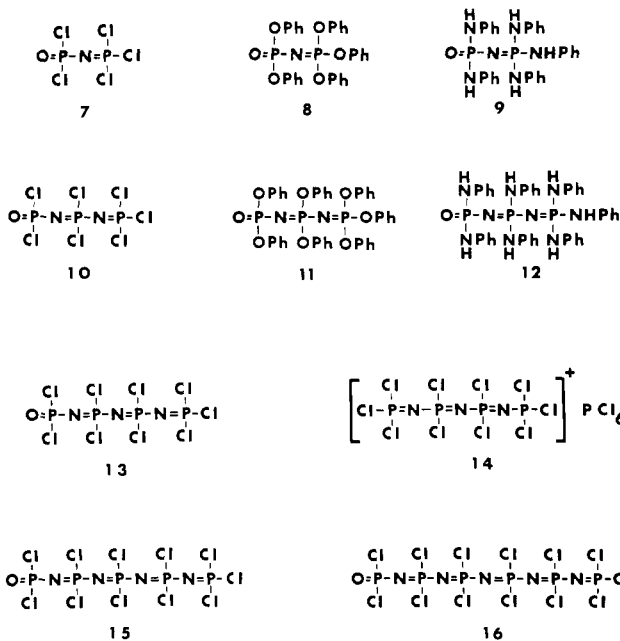 Cl Cl
O=P-N=P-Cl
Cl Cl
7
OPh OPh
O=P-N=P-OPh
OPh OPh
8
H H
NPh NPh
O=P-N=P-NHPh
NPh NPh
H H
9
Cl Cl Cl
O=P-N=P-N=P-Cl
Cl Cl Cl
10
OPh OPh OPh
O=P-N=P-N=P-OPh
OPh OPh OPh
11
H H H
NPh NPh NPh
O=P-N=P-N=P-NHPh
NPh NPh NPh
H H H
12
Cl Cl Cl Cl
O=P-N=P-N=P-N=P-Cl
Cl Cl Cl Cl
13
Cl Cl Cl Cl +
[Cl-P=N-P=N-P=N-P-Cl] PCl6
Cl Cl Cl Cl
14
Cl Cl Cl Cl Cl
O=P-N=P-N=P-N=P-N=P-Cl
Cl Cl Cl Cl Cl
15
Cl Cl Cl Cl Cl Cl
O=P-N=P-N=P-N=P-N=P-N=P-
Cl Cl Cl Cl Cl Cl
16